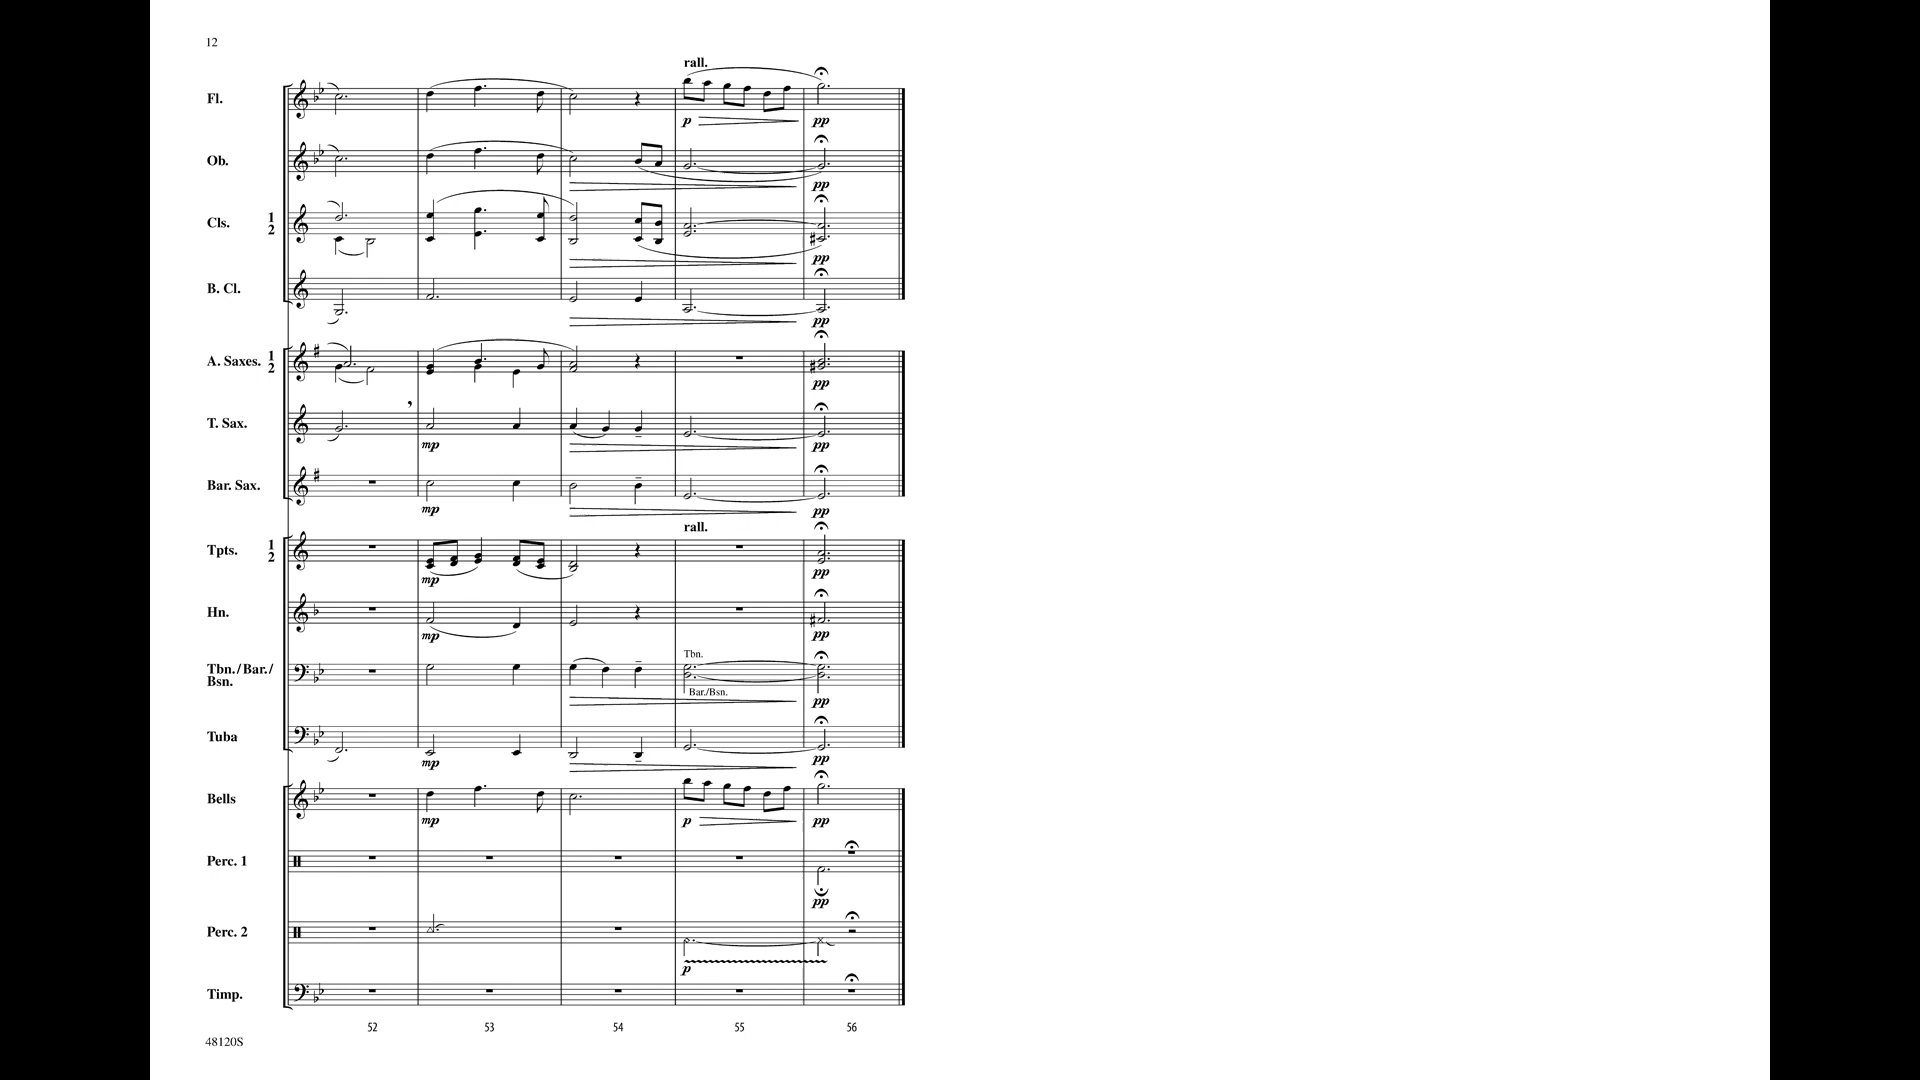 12
rall.
Fl.
p
pp
Ob.
pp
Cls. 1
2
pp
B. Cl.
pp
A. Saxes. 1
2
pp
T. Sax.
mp
pp
Bar. Sax.
mp
pp
rall.
Tpts. 1
2
mp
pp
Hn.
mp
pp
Tbn.
Tbn./Bar./
Bsn.
Bar./Bsn.
pp
Tuba
mp
pp
Bells
mp
p
pp
Perc. 1
pp
Perc. 2
p
Timp.
52 53 54 55 56
48120S